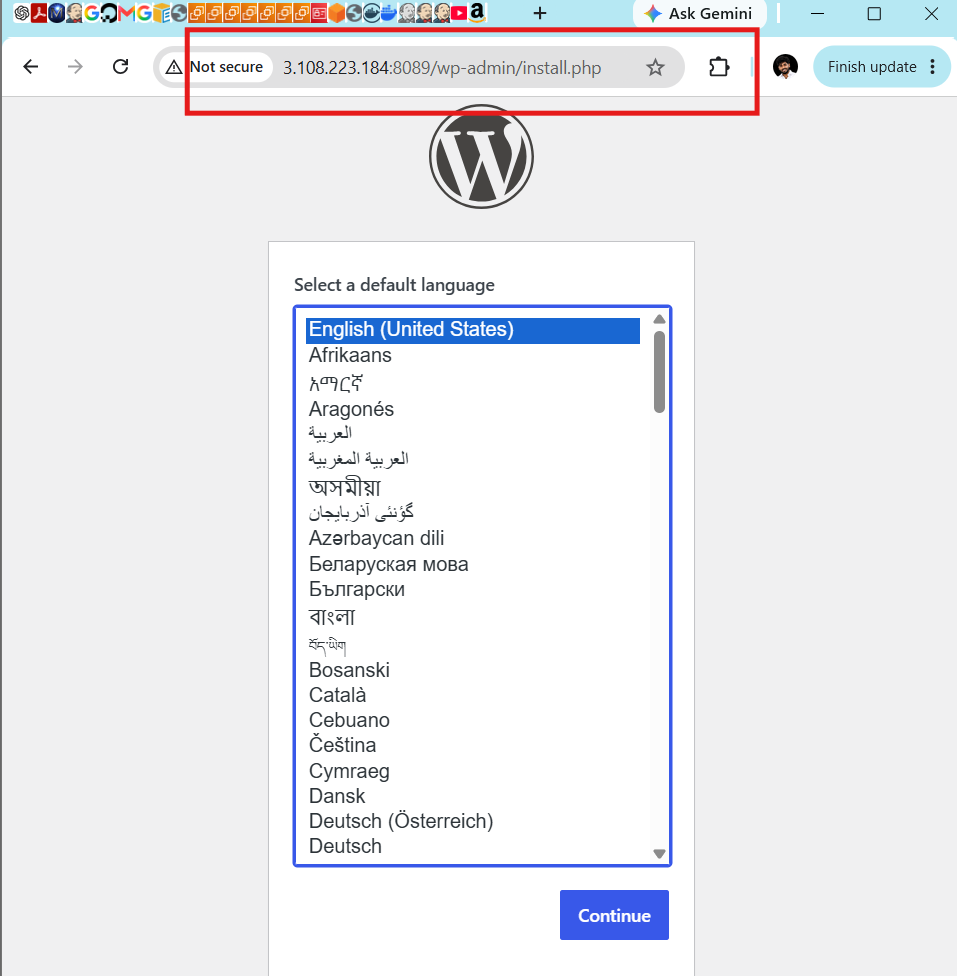 Ask Gemini
Not secure 3.108.223.184:8089/wp-admin/install.php Finish update
Select a default language
English (United States)
Afrikaans
አማርኛ
Aragonés
العربية
العربية المغربية
অসমীয়া
گؤنئی آذربایجان
Azərbaycan dili
Беларуская мова
Български
বাংলা
བོད་ཡིག
Bosanski
Català
Cebuano
Čeština
Cymraeg
Dansk
Deutsch (Österreich)
Deutsch
Continue